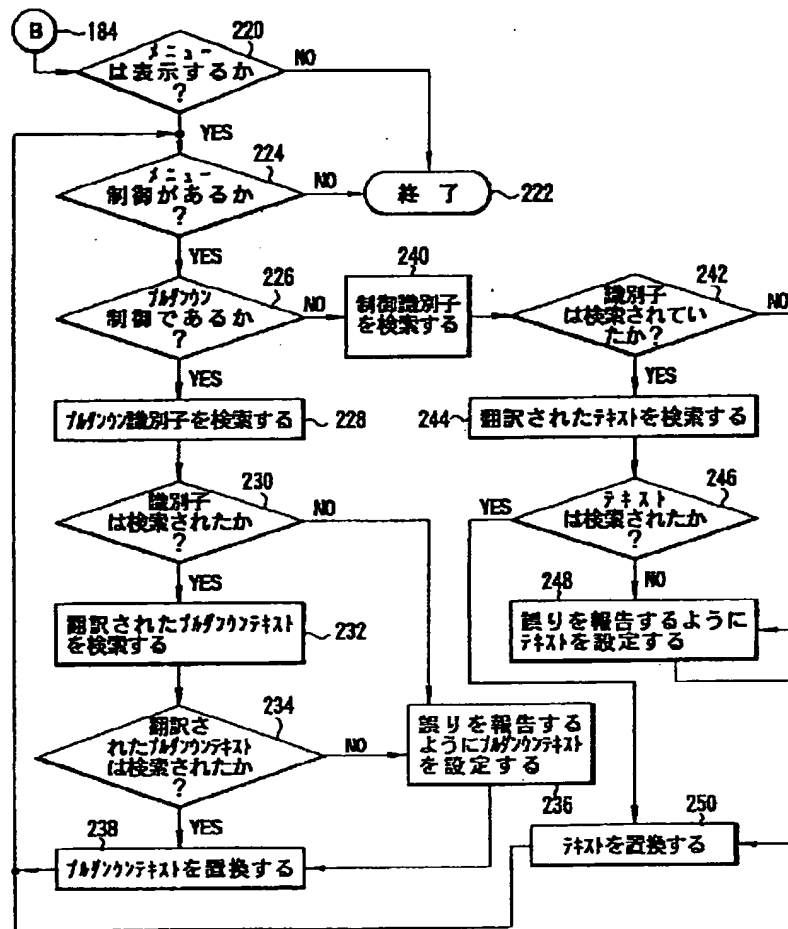 B
184
メニュー
は表示するか
?
220
NO
YES
メニュー
制御があるか
?
224
NO
終了
222
YES
プルダウン
制御であるか
?
226
NO
240
制御識別子
を検索する
識別子
は検索されてい
たか?
242
NO
YES
YES
プルダウン識別子を検索する
228
244
翻訳されたテキストを検索する
識別子
は検索されたか
?
230
NO
テキスト
は検索されたか
?
246
YES
NO
YES
翻訳されたプルダウンテキスト
を検索する
232
248
誤りを報告するように
テキストを設定する
翻訳さ
れたプルダウンテキスト
は検索されたか
?
234
NO
誤りを報告する
ようにプルダウンテキスト
を設定する
236
YES
238
プルダウンテキストを置換する
250
テキストを置換する